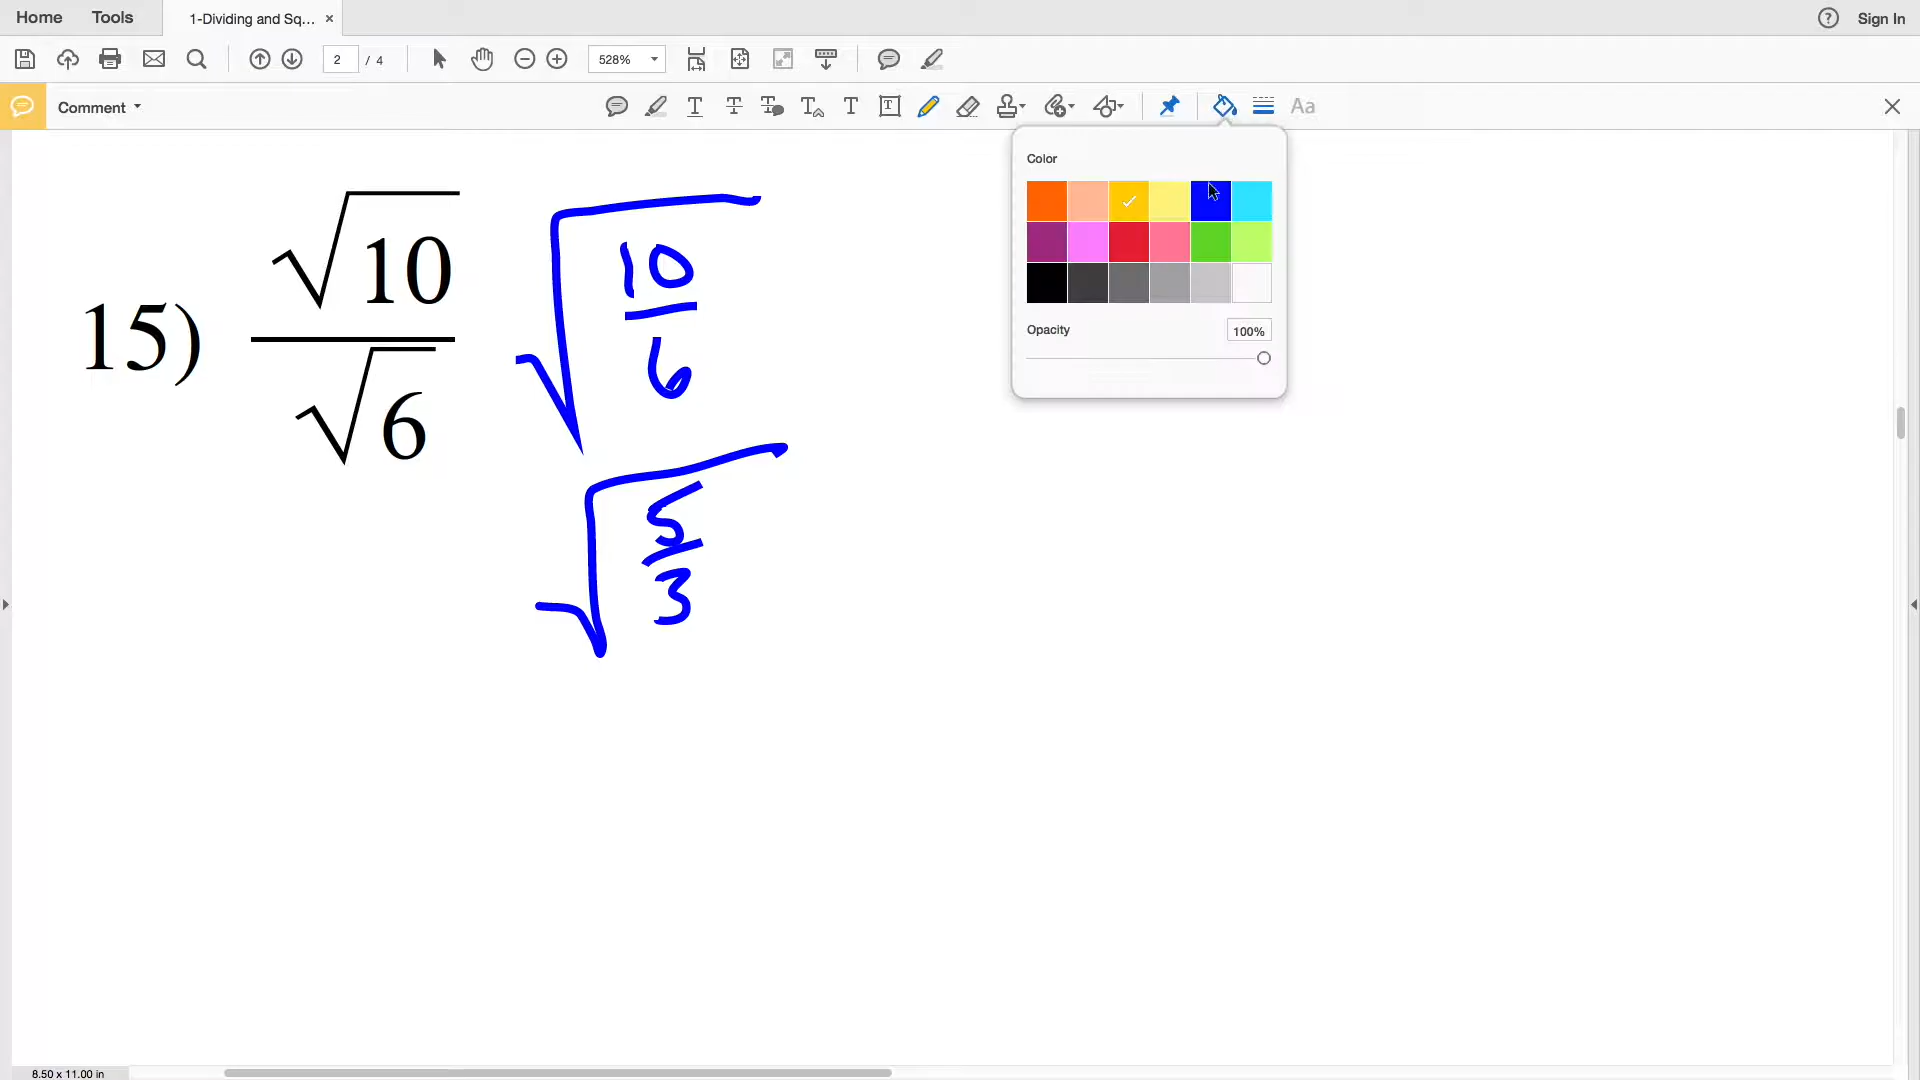 Home Tools 1-Dividing and Sq... × ? Sign In
2 / 4 528%
Comment Aa
Color
Opacity 100%
15) √10 / √6
√10/6
√5/3
8.50 x 11.00 in